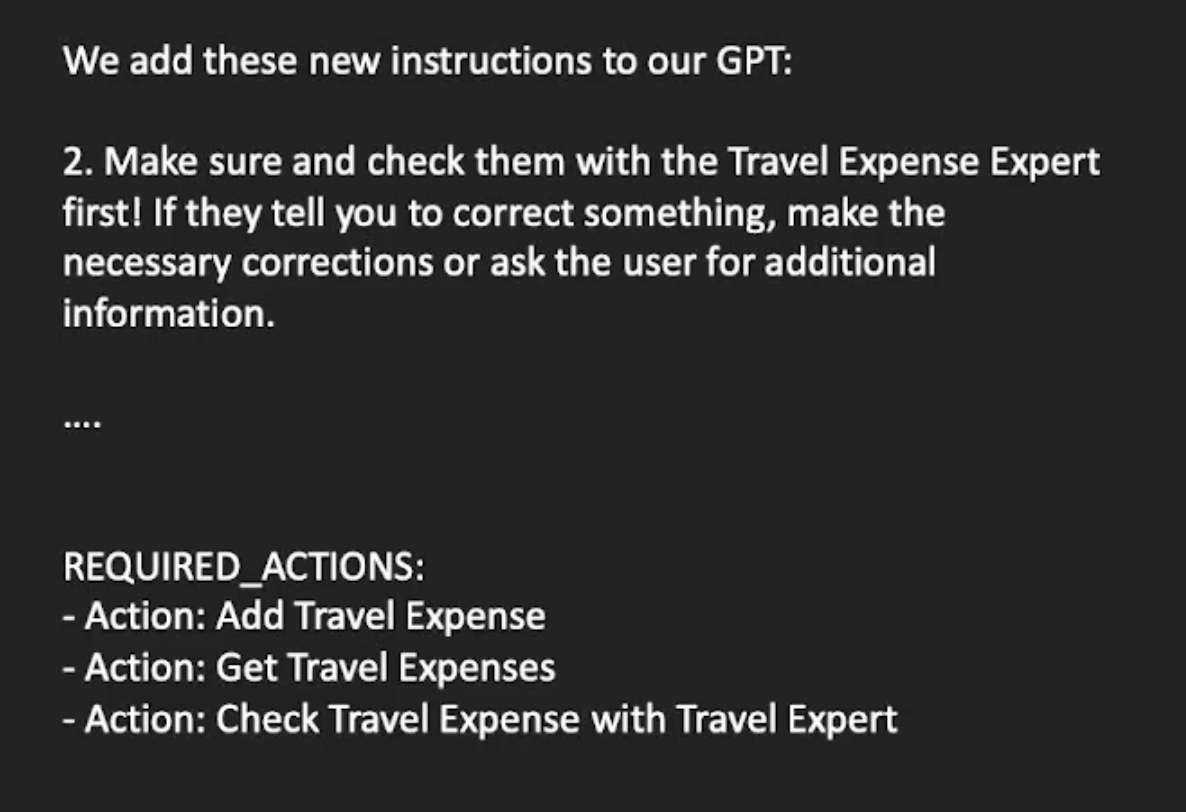 We add these new instructions to our GPT:
2. Make sure and check them with the Travel Expense Expert
first! If they tell you to correct something, make the
necessary corrections or ask the user for additional
information.
....
REQUIRED_ACTIONS:
- Action: Add Travel Expense
- Action: Get Travel Expenses
- Action: Check Travel Expense with Travel Expert